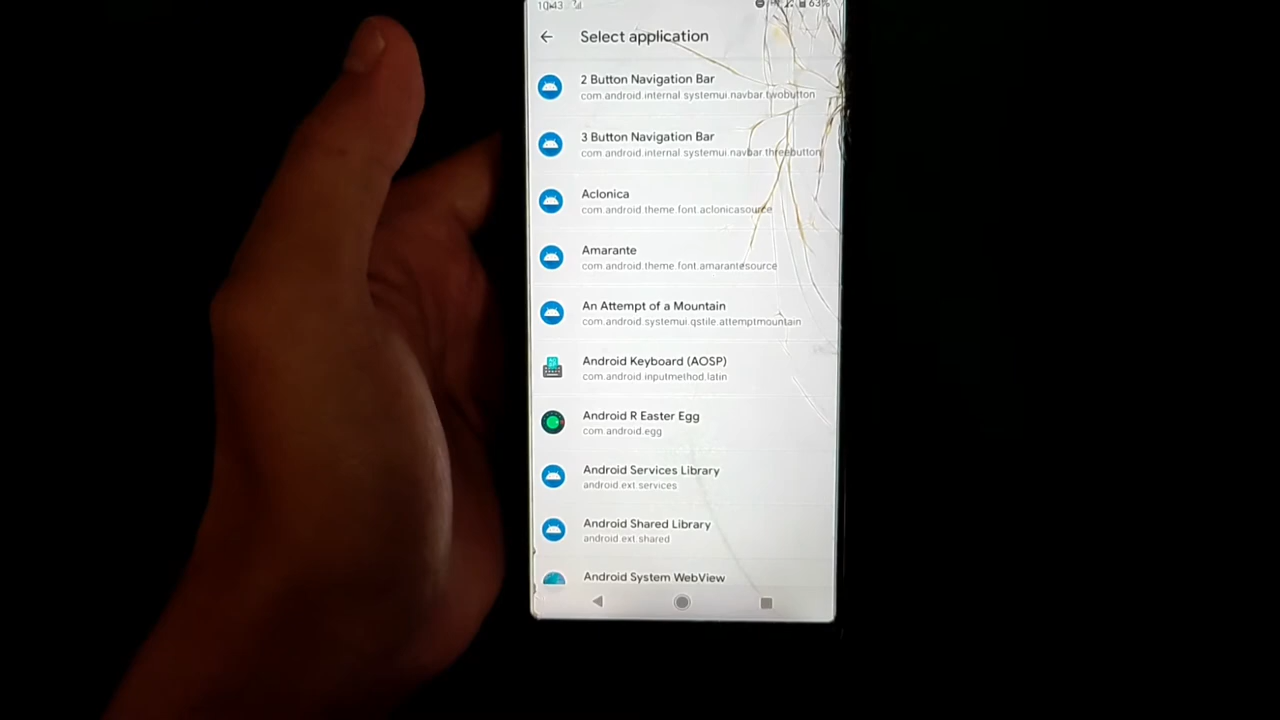 10:43
63%
Select application
2 Button Navigation Bar
com.android.internal.systemui.navbar.twobutton
3 Button Navigation Bar
com.android.internal.systemui.navbar.threebutton
Aclonica
com.android.theme.font.aclonicasource
Amarante
com.android.theme.font.amarantesource
An Attempt of a Mountain
com.android.systemui.qstile.attemptmountain
Android Keyboard (AOSP)
com.android.inputmethod.latin
Android R Easter Egg
com.android.egg
Android Services Library
android.ext.services
Android Shared Library
android.ext.shared
Android System WebView